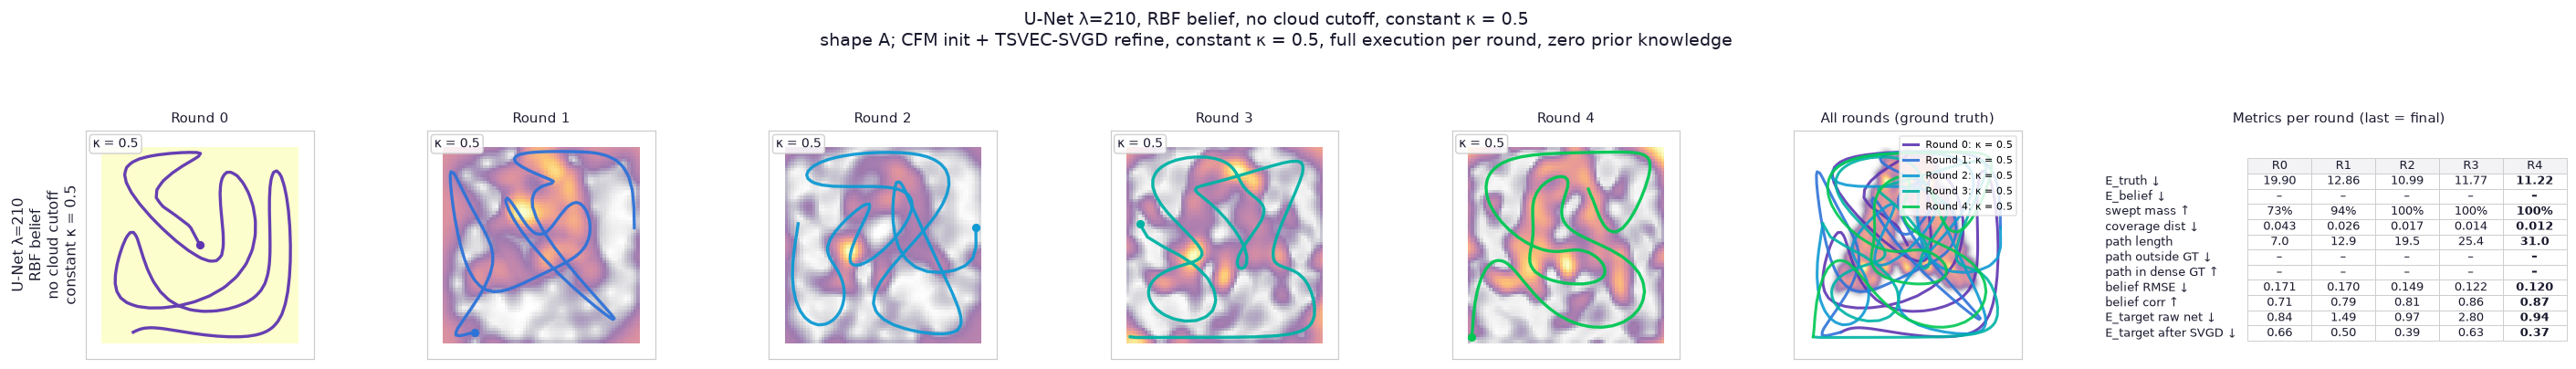 U-Net λ=210, RBF belief, no cloud cutoff, constant κ = 0.5
shape A; CFM init + TSVEC-SVGD refine, constant κ = 0.5, full execution per round, zero prior knowledge
U-Net λ=210
RBF belief
no cloud cutoff
constant κ = 0.5
Round 0
κ = 0.5
Round 1
κ = 0.5
Round 2
κ = 0.5
Round 3
κ = 0.5
Round 4
κ = 0.5
All rounds (ground truth)
Round 0: κ = 0.5
Round 1: κ = 0.5
Round 2: κ = 0.5
Round 3: κ = 0.5
Round 4: κ = 0.5
Metrics per round (last = final)
R0 R1 R2 R3 R4
E_truth ↓ 19.90 12.86 10.99 11.77 11.22
E_belief ↓ – – – – –
swept mass ↑ 73% 94% 100% 100% 100%
coverage dist ↓ 0.043 0.026 0.017 0.014 0.012
path length 7.0 12.9 19.5 25.4 31.0
path outside GT ↓ – – – – –
path in dense GT ↑ – – – – –
belief RMSE ↓ 0.171 0.170 0.149 0.122 0.120
belief corr ↑ 0.71 0.79 0.81 0.86 0.87
E_target raw net ↓ 0.84 1.49 0.97 2.80 0.94
E_target after SVGD ↓ 0.66 0.50 0.39 0.63 0.37